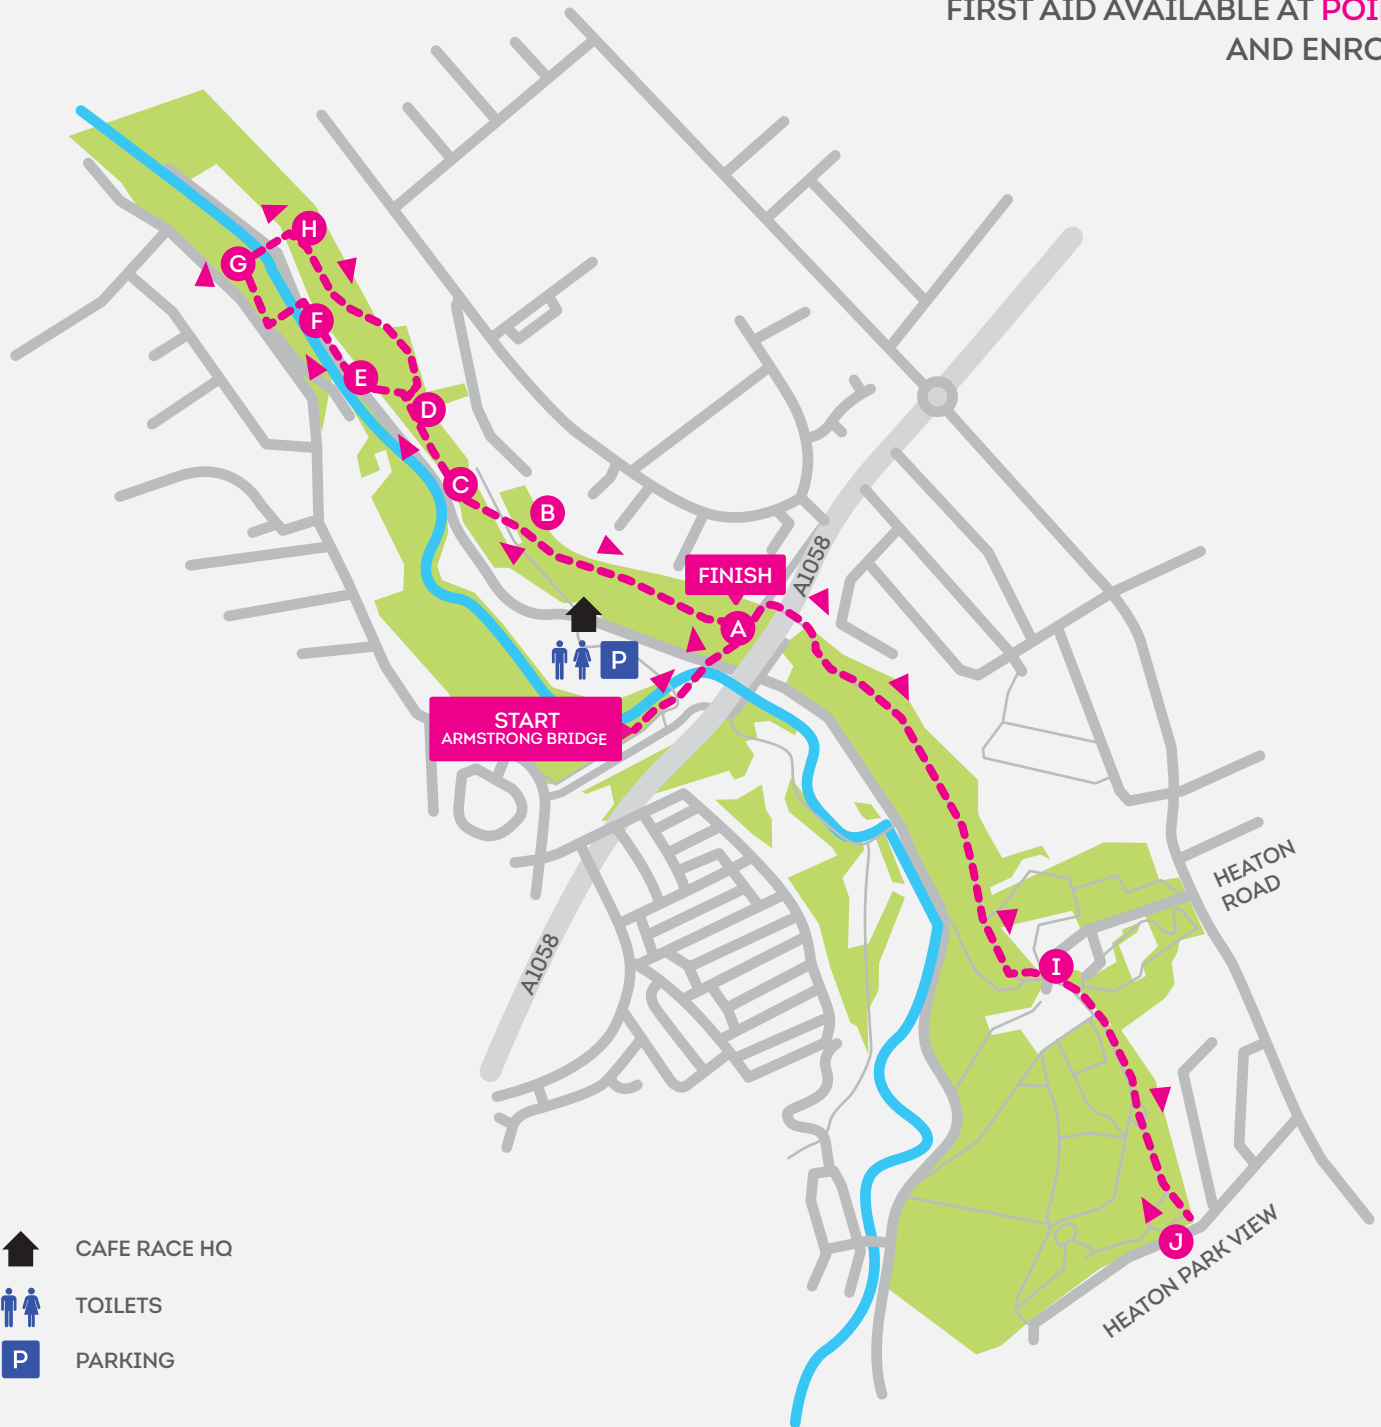 FIRST AID AVAILABLE AT
AND
H
G
F
E
D
C
B
A1058
FINISH
A
P
START
ARMSTRONG BRIDGE
HEATON
ROAD
A1058
I
J
HEATON PARK VIEW
CAFE RACE HQ
TOILETS
P
PARKING